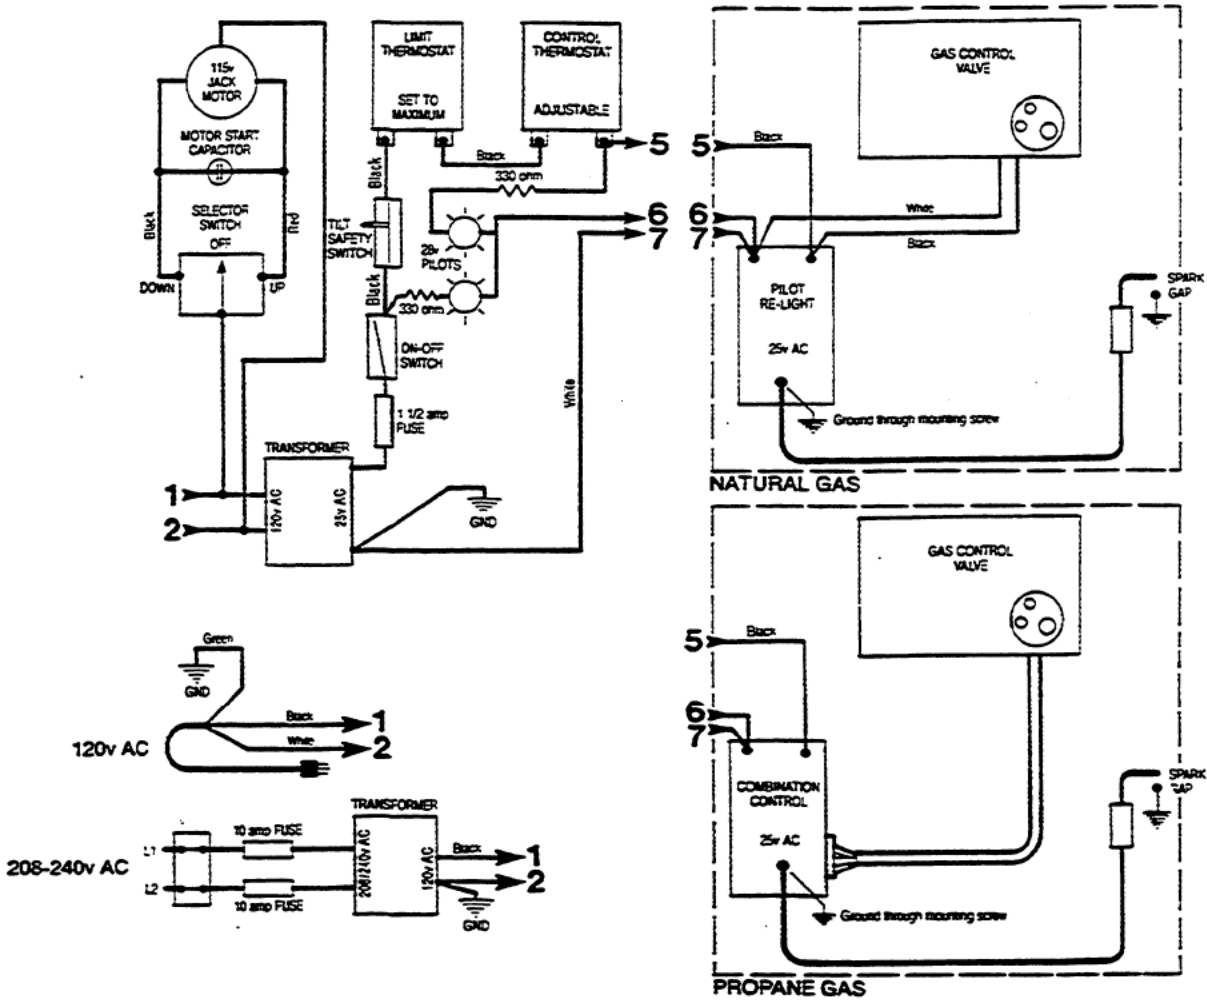 115v
JACK
MOTOR
MOTOR START
CAPACITOR
SELECTOR
SWITCH
OFF
DOWN
UP
Black
Red
LIMIT
THERMOSTAT
SET TO
MAXIMUM
CONTROL
THERMOSTAT
ADJUSTABLE
Black
Black
330 ohm
5
6
7
TILT
SAFETY
SWITCH
28v
PILOTS
Black
330 ohm
ON-OFF
SWITCH
White
1 1/2 amp
FUSE
TRANSFORMER
1
2
120v AC
25v AC
GND
GAS CONTROL
VALVE
5
Black
6
7
White
Black
PILOT
RE-LIGHT
25v AC
SPARK
GAP
Ground through mounting screw
NATURAL GAS
GAS CONTROL
VALVE
5
Black
6
7
COMBINATION
CONTROL
25v AC
SPARK
GAP
Ground through mounting screw
PROPANE GAS
Green
GND
120v AC
Black
1
White
2
208-240v AC
L1
L2
10 amp FUSE
10 amp FUSE
TRANSFORMER
208/240v AC
120v AC
Black
1
2
GND